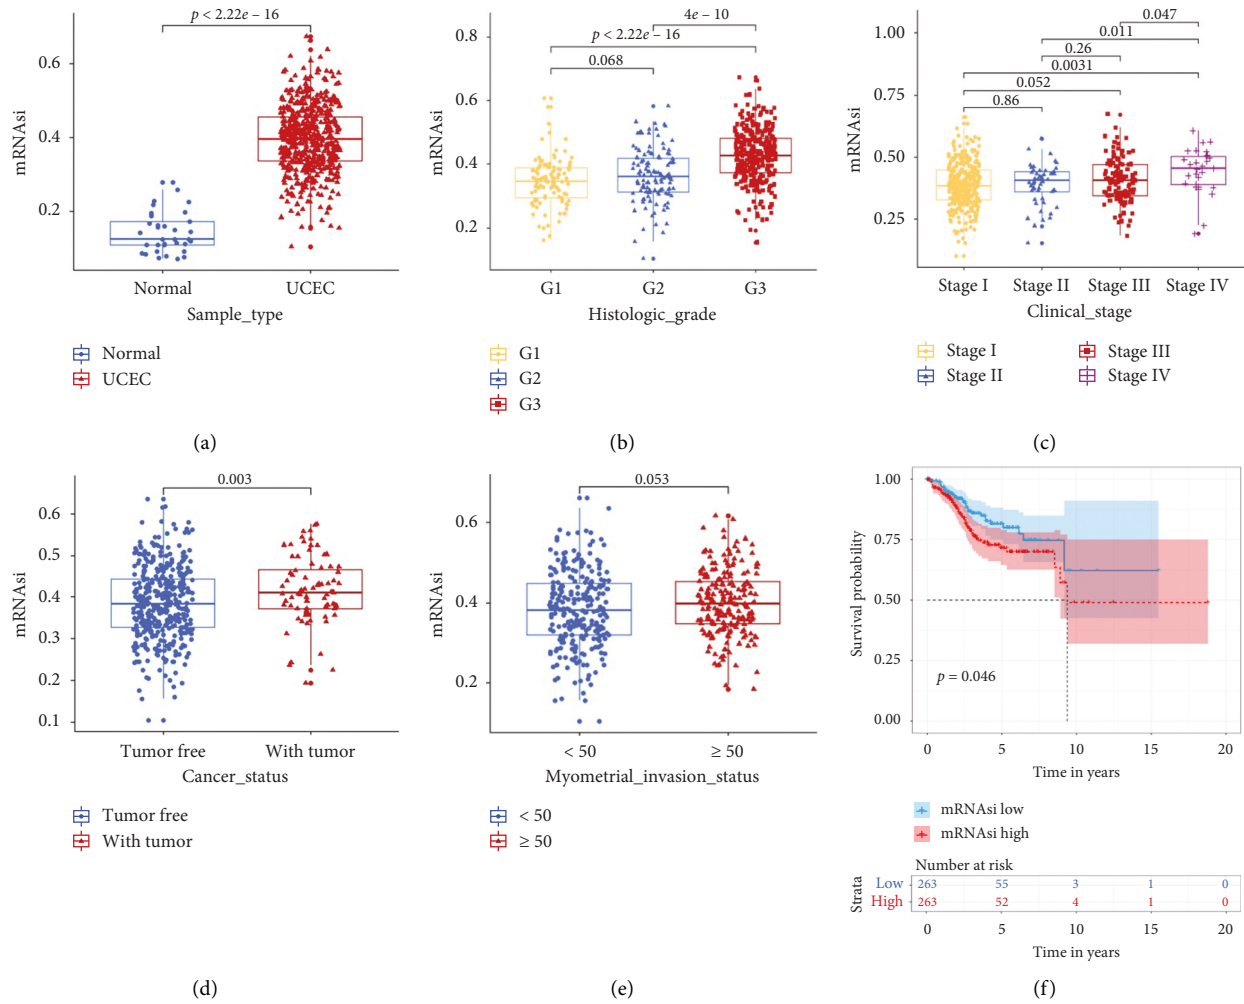 p < 2.22e – 16
mRNAsi
0.6
0.4
0.2
Normal
UCEC
Sample_type
Normal
UCEC
(a)
4e – 10
p < 2.22e – 16
0.068
mRNAsi
0.8
0.6
0.4
0.2
G1
G2
G3
Histologic_grade
G1
G2
G3
(b)
0.047
0.011
0.26
0.0031
0.052
0.86
mRNAsi
1.00
0.75
0.50
0.25
Stage I
Stage II
Stage III
Stage IV
Clinical_stage
Stage I
Stage II
Stage III
Stage IV
(c)
0.003
mRNAsi
0.6
0.5
0.4
0.3
0.2
0.1
Tumor free
With tumor
Cancer_status
Tumor free
With tumor
(d)
0.053
mRNAsi
0.6
0.4
0.2
< 50
≥ 50
Myometrial_invasion_status
< 50
≥ 50
(e)
Survival probability
1.00
0.75
0.50
0.25
0.00
p = 0.046
0 5 10 15 20
Time in years
mRNAsi low
mRNAsi high
Number at risk
Strata
Low 263 55 3 1 0
High 263 52 4 1 0
0 5 10 15 20
Time in years
(f)